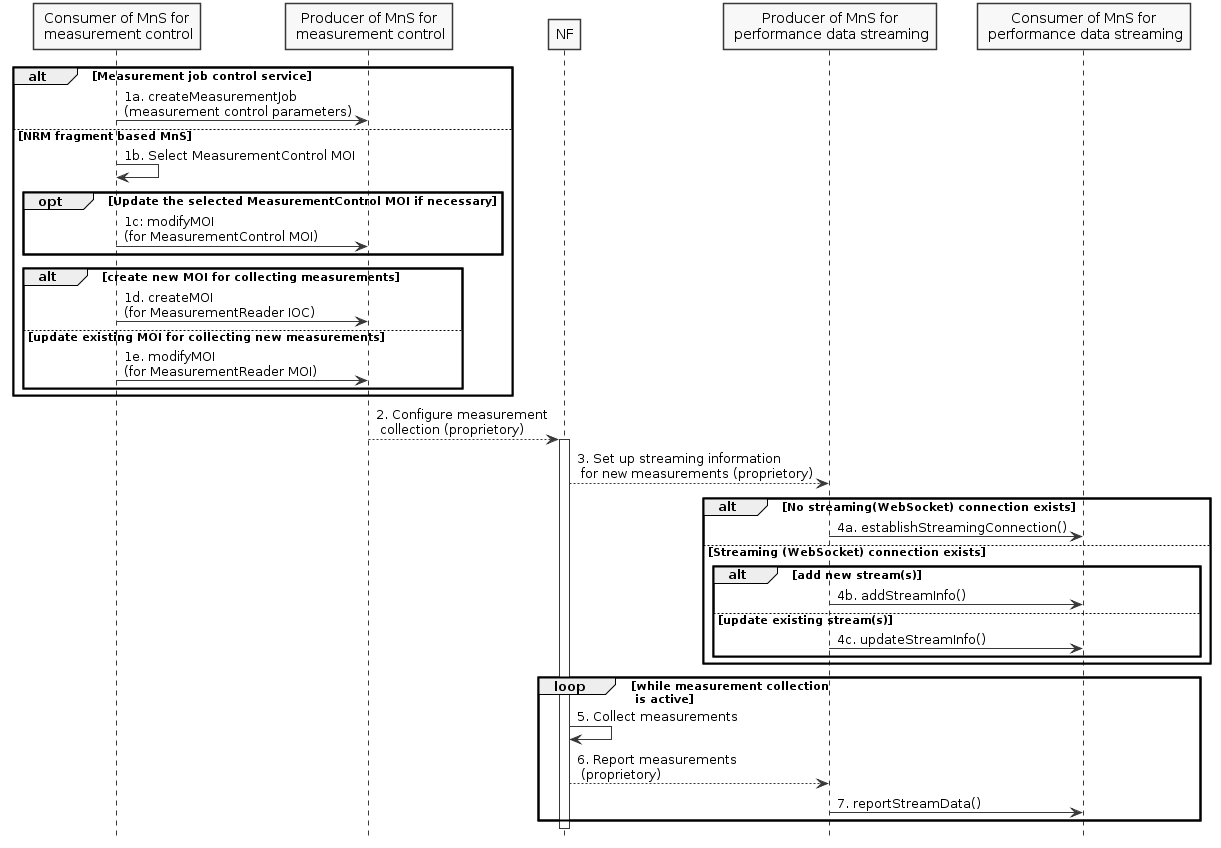 Consumer of MnS for
measurement control
Producer of MnS for
measurement control
NF
Producer of MnS for
performance data streaming
Consumer of MnS for
performance data streaming
alt [Measurement job control service]
1a. createMeasurementJob
(measurement control parameters)
[NRM fragment based MnS]
1b. Select MeasurementControl MOI
opt [Update the selected MeasurementControl MOI if necessary]
1c: modifyMOI
(for MeasurementControl MOI)
alt [create new MOI for collecting measurements]
1d. createMOI
(for MeasurementReader IOC)
[update existing MOI for collecting new measurements]
1e. modifyMOI
(for MeasurementReader MOI)
2. Configure measurement
collection (proprietory)
3. Set up streaming information
for new measurements (proprietory)
alt [No streaming(WebSocket) connection exists]
4a. establishStreamingConnection()
[Streaming (WebSocket) connection exists]
alt [add new stream(s)]
4b. addStreamInfo()
[update existing stream(s)]
4c. updateStreamInfo()
loop [while measurement collection
is active]
5. Collect measurements
6. Report measurements
(proprietory)
7. reportStreamData()